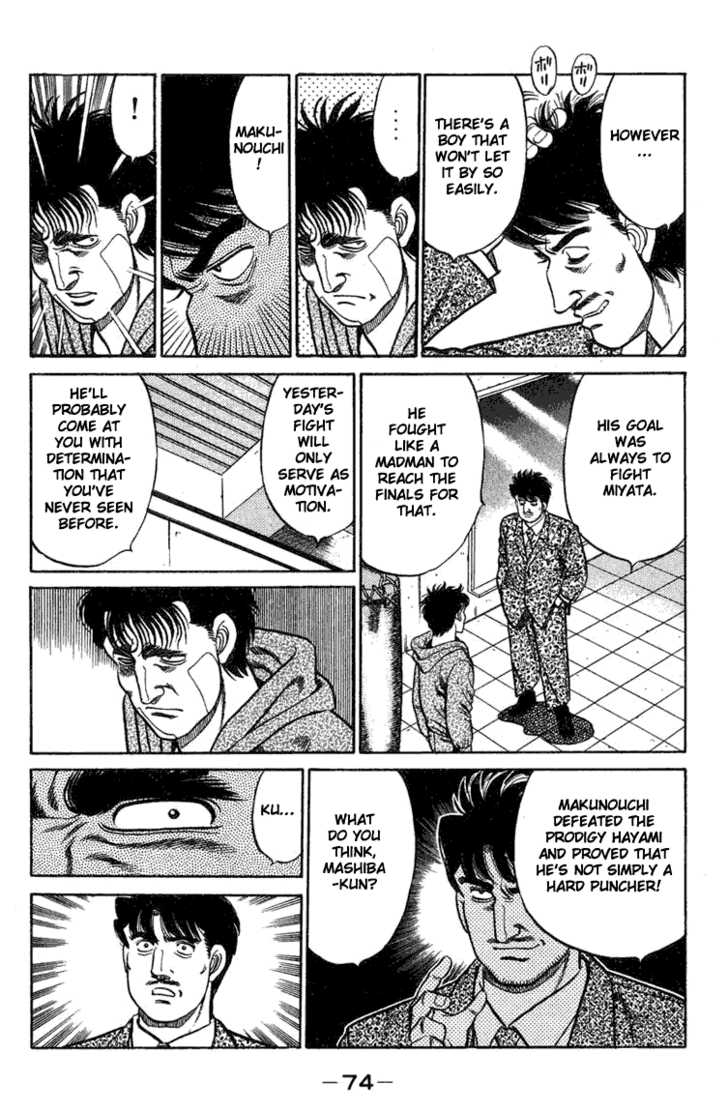 HOWEVER
...
ボリ
ボリ
THERE'S A
BOY THAT
WON'T LET
IT BY SO
EASILY.
...
MAKU-
NOUCHI
!
!
HIS GOAL
WAS
ALWAYS TO
FIGHT
MIYATA.
HE
FOUGHT
LIKE A
MADMAN TO
REACH THE
FINALS FOR
THAT.
YESTER-
DAY'S
FIGHT
WILL
ONLY
SERVE AS
MOTIVA-
TION.
HE'LL
PROBABLY
COME AT
YOU WITH
DETERMINA-
TION THAT
YOU'VE
NEVER SEEN
BEFORE.
MAKUNOUCHI
DEFEATED THE
PRODIGY HAYAMI
AND PROVED THAT
HE'S NOT SIMPLY A
HARD PUNCHER!
WHAT
DO YOU
THINK,
MASHIBA
-KUN?
KU...
-74-